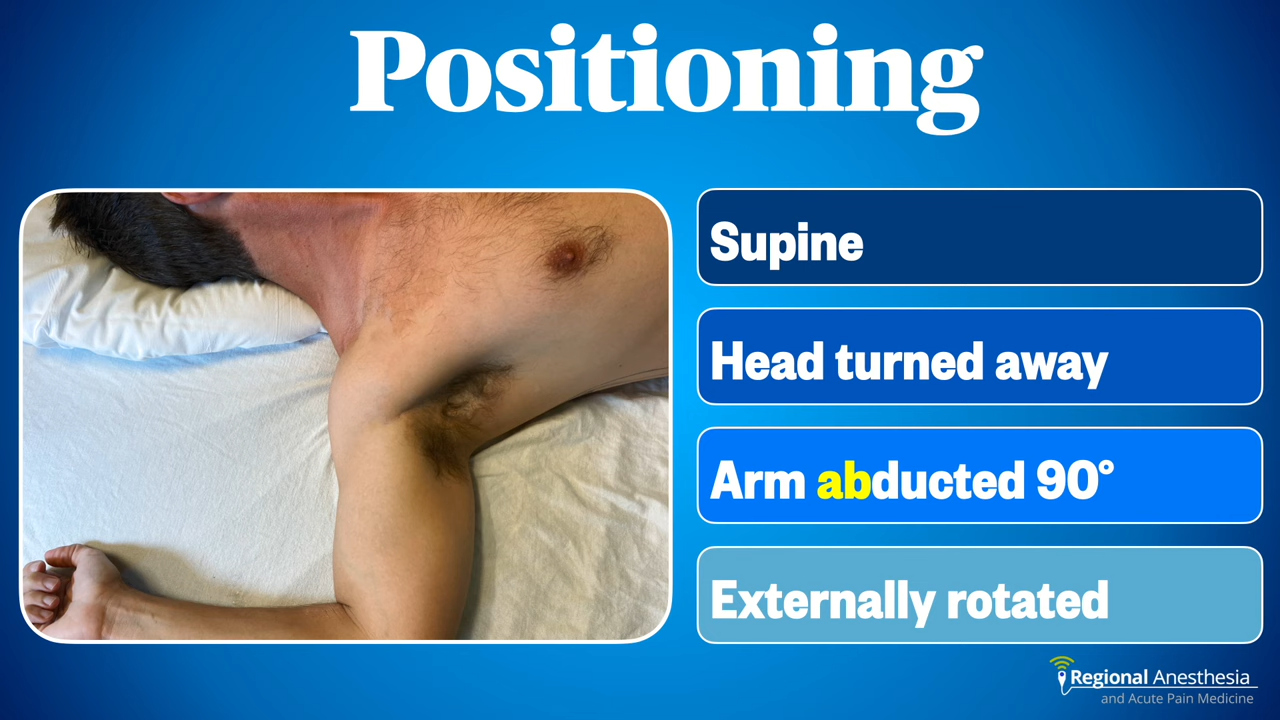 Positioning
Supine
Head turned away
Arm abducted 90°
Externally rotated
Regional Anesthesia
and Acute Pain Medicine